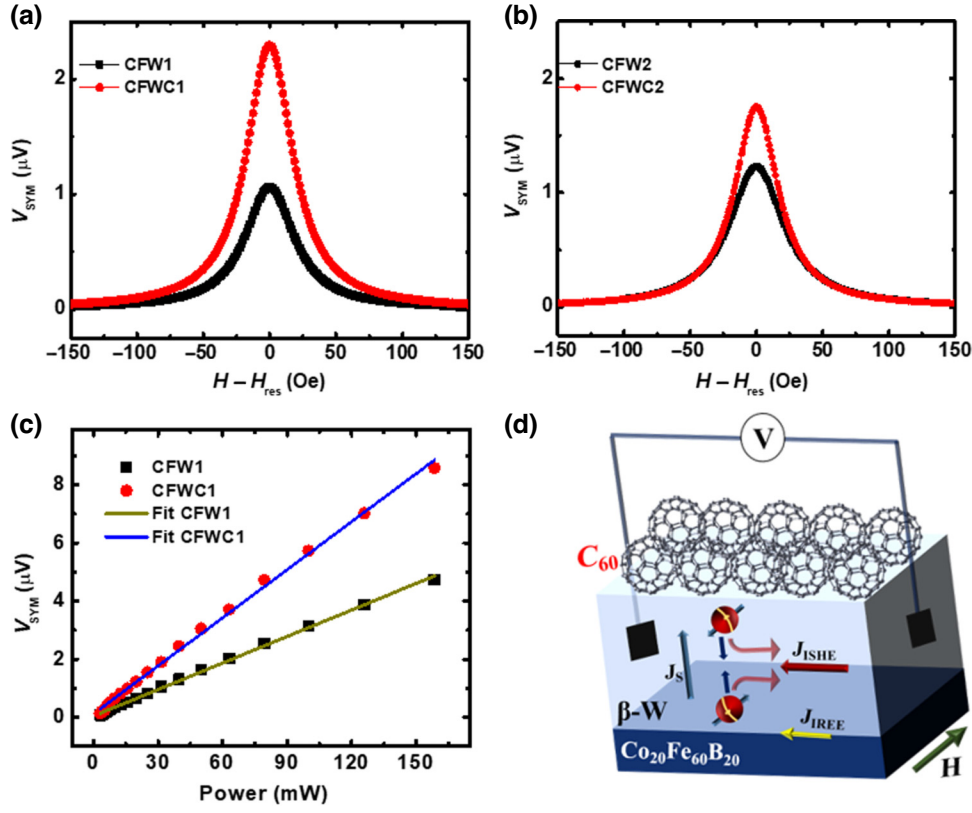 (a)
CFW1
CFWC1
V_SYM (µV)
2
1
0
−150 −100 −50 0 50 100 150
H – H_res (Oe)
(b)
CFW2
CFWC2
V_SYM (µV)
2
1
0
−150 −100 −50 0 50 100 150
H – H_res (Oe)
(c)
CFW1
CFWC1
Fit CFW1
Fit CFWC1
V_SYM (µV)
8
6
4
2
0
0 30 60 90 120 150
Power (mW)
(d)
V
C₆₀
J_ISHE
J_S
β-W
J_IREE
Co₂₀Fe₆₀B₂₀
H